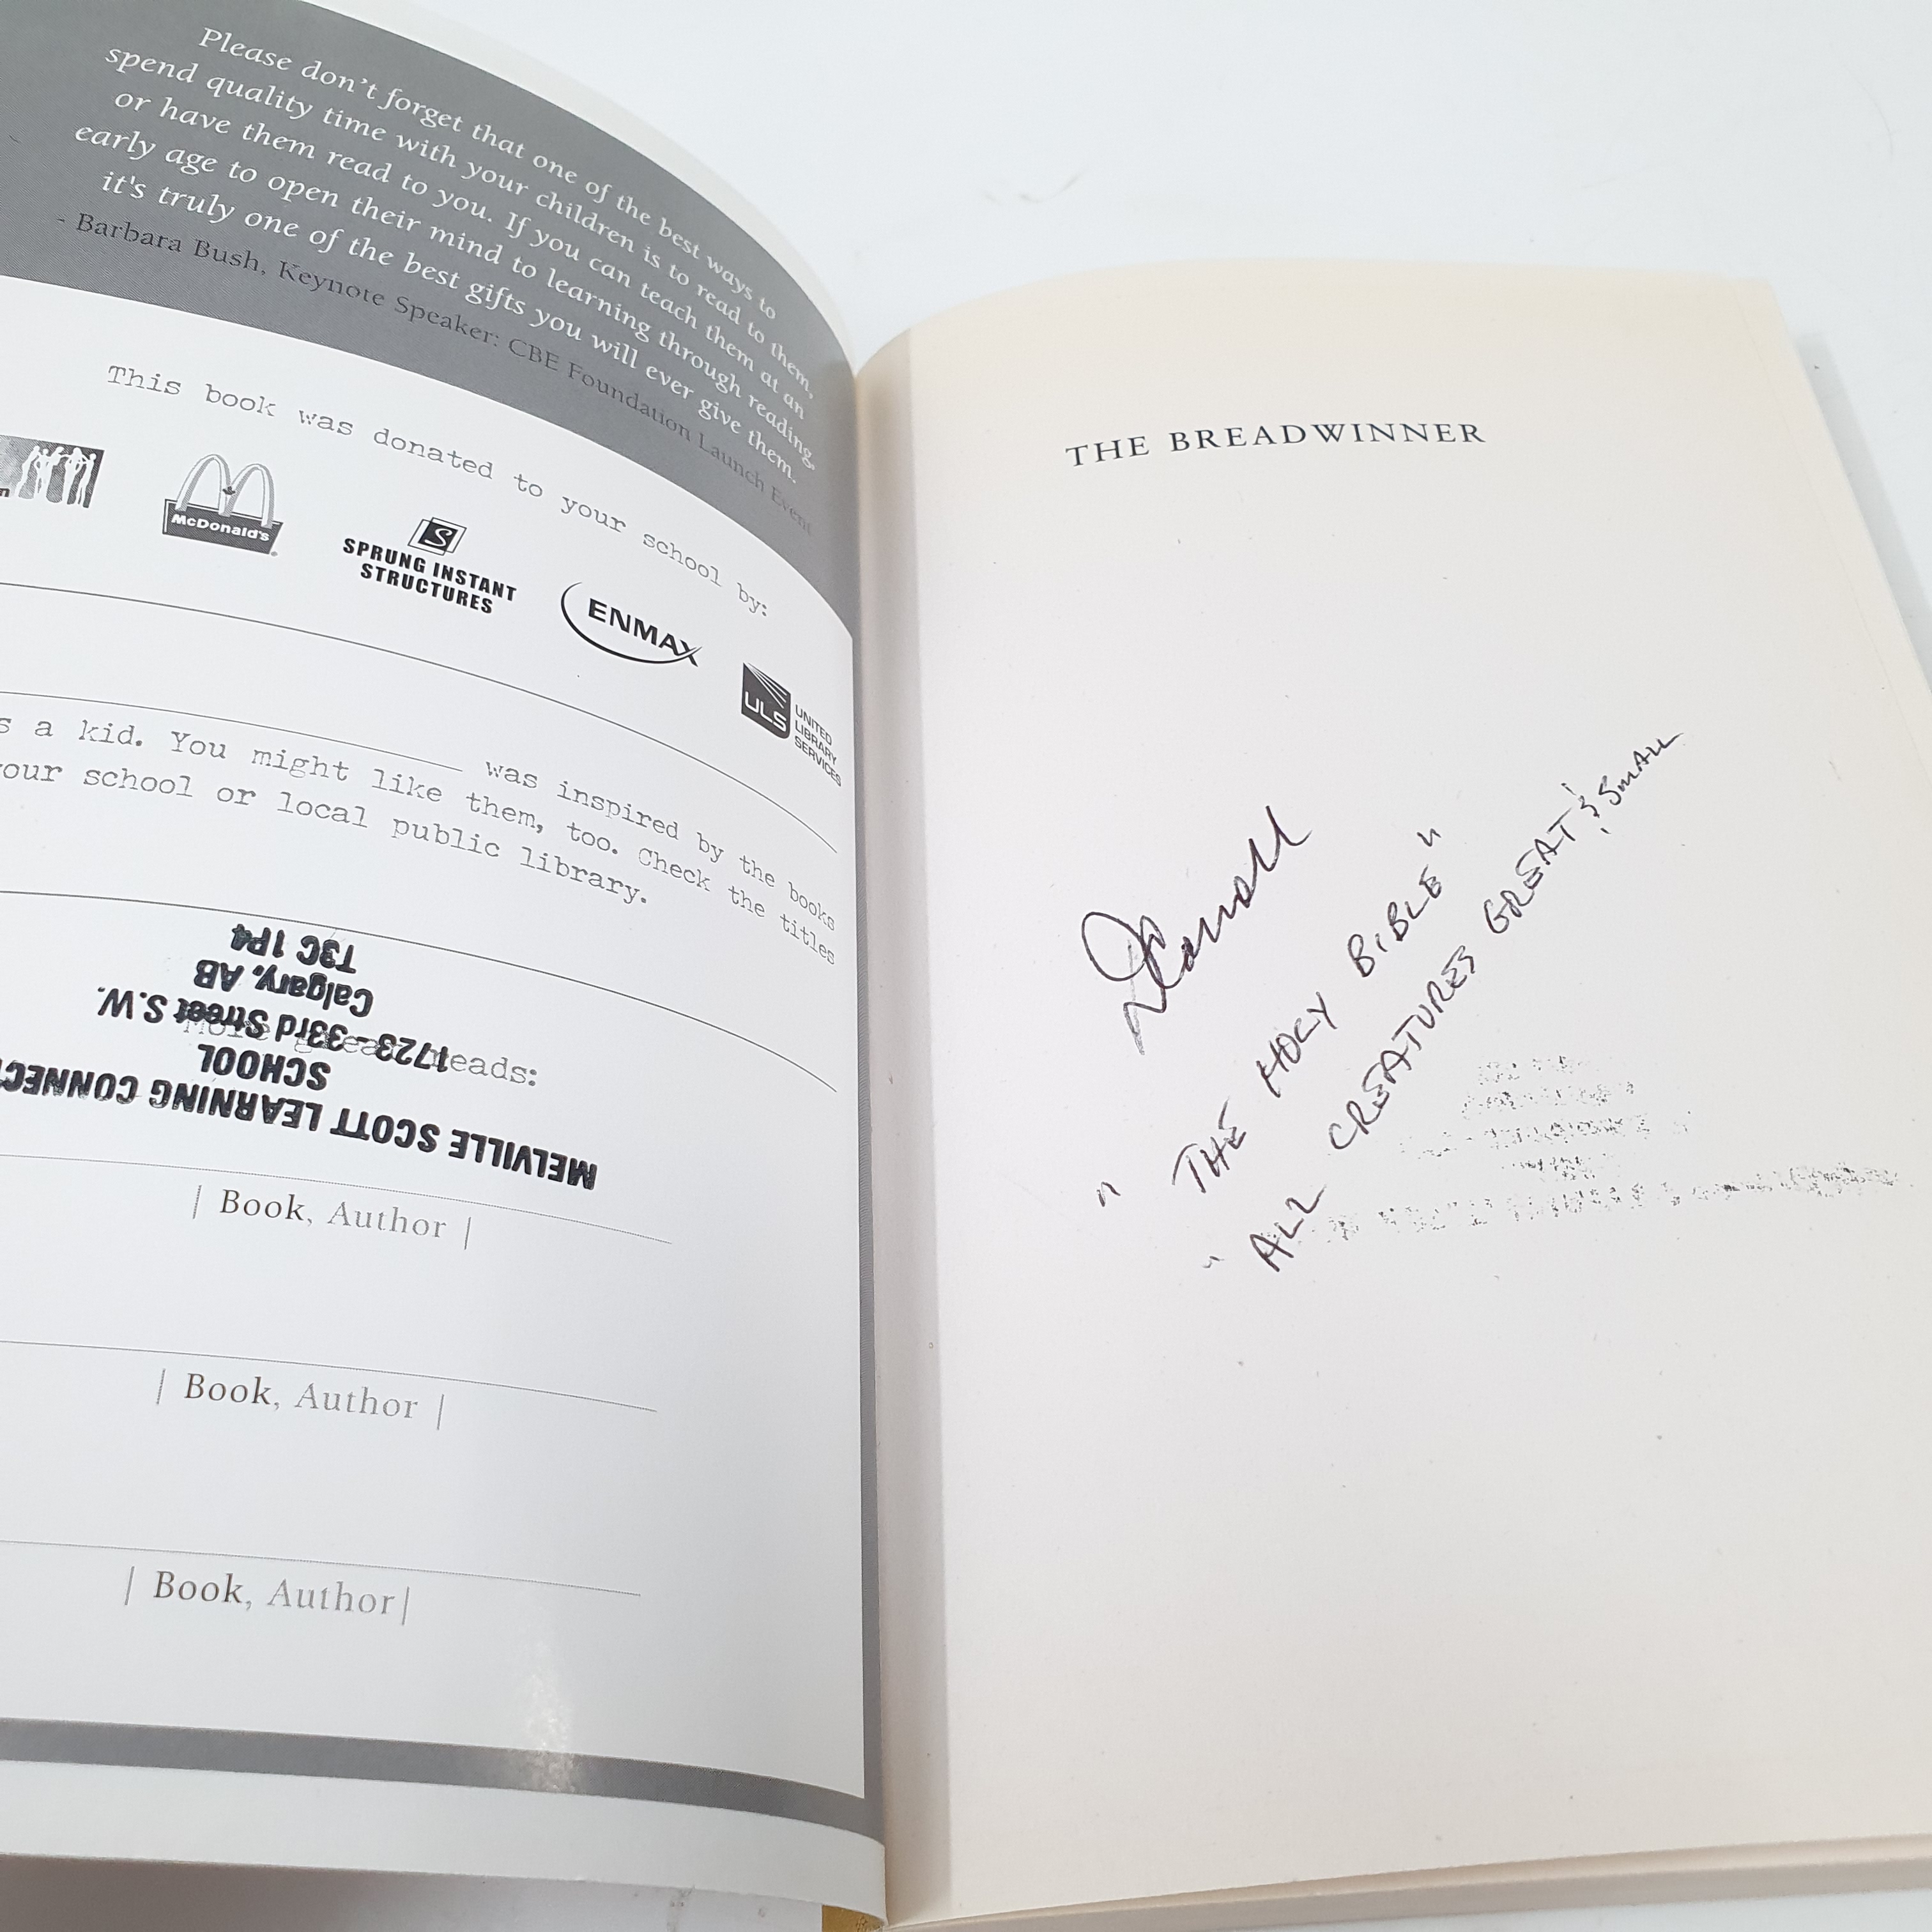 Please don't forget that one of the best ways to
spend quality time with your children is to read to them,
or have them read to you. If you can teach them at an
early age to open their mind to learning through reading,
it's truly one of the best gifts you will ever give them.
- Barbara Bush, Keynote Speaker: CBE Foundation Launch Event
This book was donated to your school by:
McDonald's
SPRUNG INSTANT
STRUCTURES
ENMAX
ULS
UNITED
LIBRARY
SERVICES
s a kid. You might like them, too. Check the titles
was inspired by the books
our school or local public library.
MELVILLE SCOTT LEARNING CONNEC
SCHOOL
1723 - 33rd Street S.W.
Calgary, AB
T3C 1P4
| Book, Author |
| Book, Author |
| Book, Author|
THE BREADWINNER
"THE HOLY BIBLE"
"ALL CREATURES GREAT & SMALL